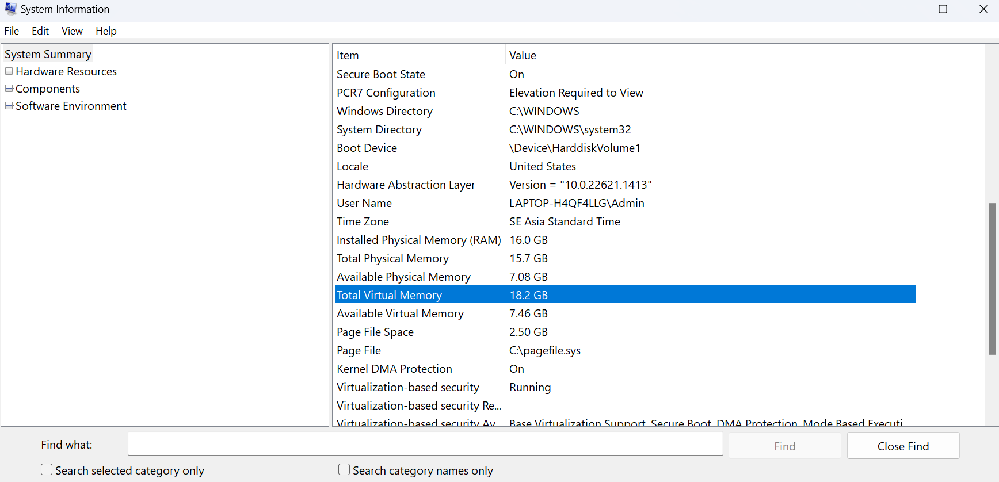 System Information
File Edit View Help
System Summary
Hardware Resources
Components
Software Environment
Item Value
Secure Boot State On
PCR7 Configuration Elevation Required to View
Windows Directory C:\WINDOWS
System Directory C:\WINDOWS\system32
Boot Device \Device\HarddiskVolume1
Locale United States
Hardware Abstraction Layer Version = "10.0.22621.1413"
User Name LAPTOP-H4QF4LLG\Admin
Time Zone SE Asia Standard Time
Installed Physical Memory (RAM) 16.0 GB
Total Physical Memory 15.7 GB
Available Physical Memory 7.08 GB
Total Virtual Memory 18.2 GB
Available Virtual Memory 7.46 GB
Page File Space 2.50 GB
Page File C:\pagefile.sys
Kernel DMA Protection On
Virtualization-based security Running
Virtualization-based security Re...
Virtualization-based security Av... Base Virtualization Support, Secure Boot, DMA Protection, Mode Based Executi
Find what: Find Close Find
Search selected category only Search category names only